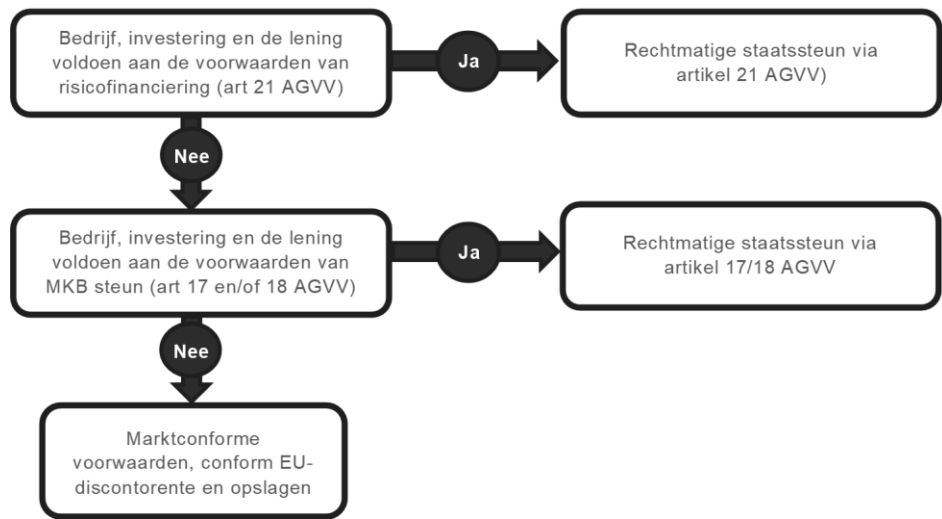 Bedrijf, investering en de lening
voldoen aan de voorwaarden van
risicofinanciering (art 21 AGVV)
Ja
Rechtmatige staatssteun via
artikel 21 AGVV)
Nee
Bedrijf, investering en de lening
voldoen aan de voorwaarden van
MKB steun (art 17 en/of 18 AGVV)
Ja
Rechtmatige staatssteun via
artikel 17/18 AGVV
Nee
Marktconforme
voorwaarden, conform EU-
discontorente en opslagen